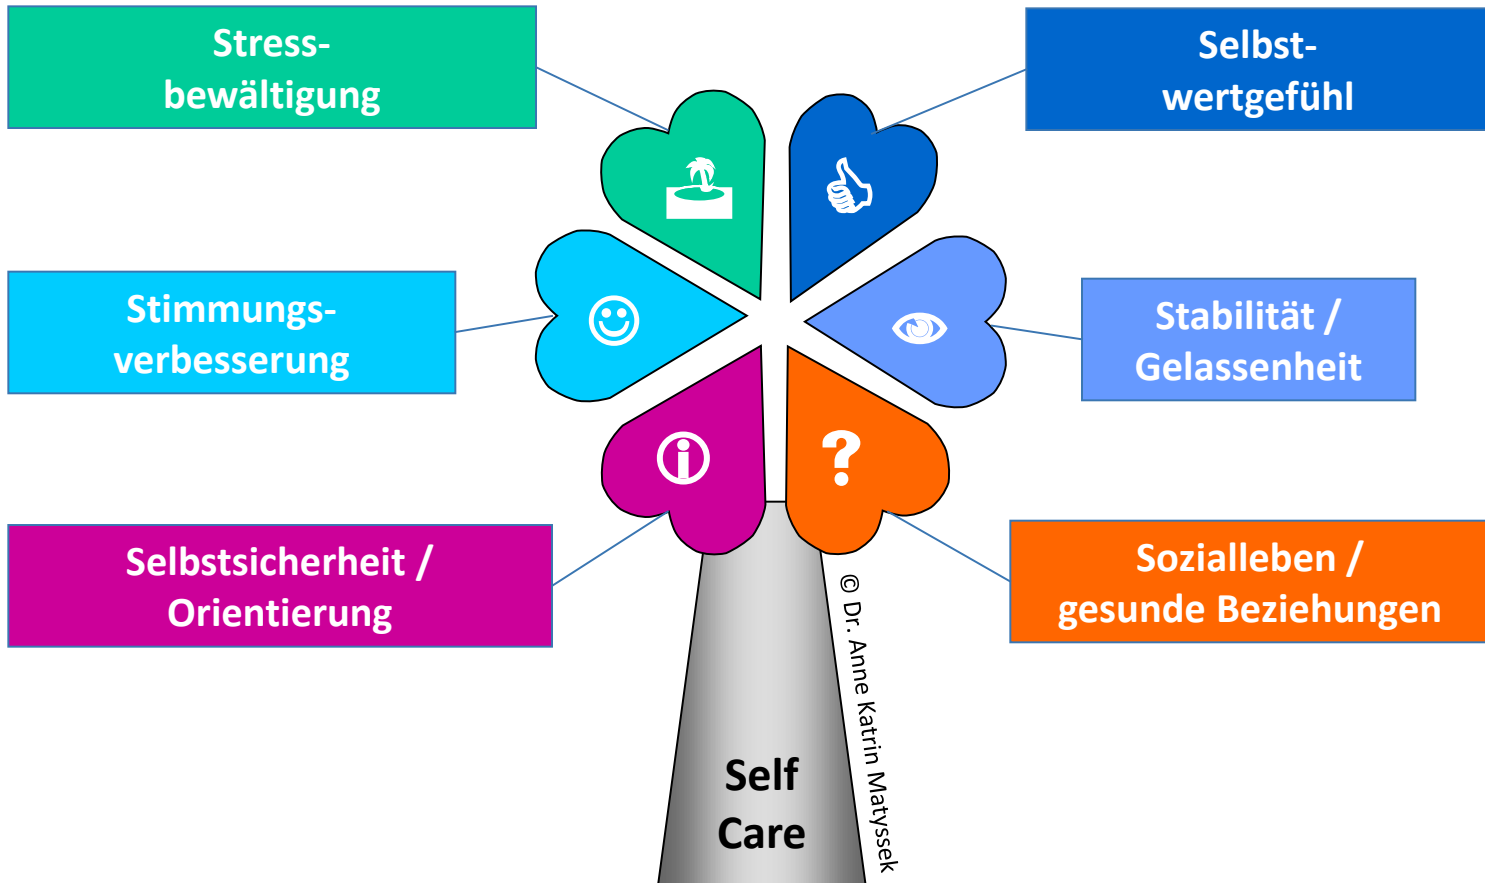 Stress-
bewältigung
Selbst-
wertgefühl
Stimmungs-
verbesserung
Stabilität /
Gelassenheit
Selbstsicherheit /
Orientierung
Sozialleben /
gesunde Beziehungen
© Dr. Anne Katrin Matyssek
Self
Care